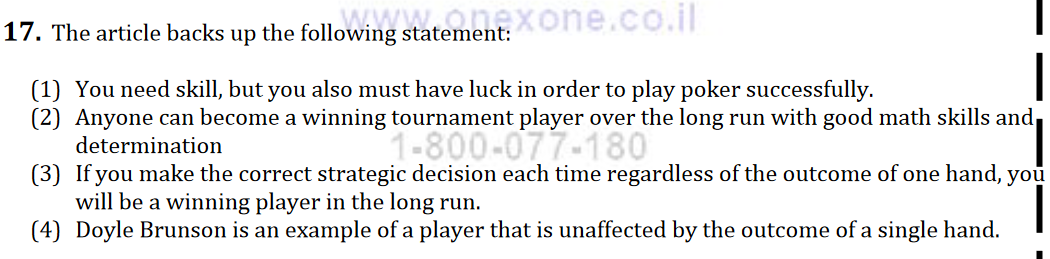 www.onexone.co.il
17. The article backs up the following statement:
(1) You need skill, but you also must have luck in order to play poker successfully.
(2) Anyone can become a winning tournament player over the long run with good math skills and
determination
1-800-077-180
(3) If you make the correct strategic decision each time regardless of the outcome of one hand, you
will be a winning player in the long run.
(4) Doyle Brunson is an example of a player that is unaffected by the outcome of a single hand.